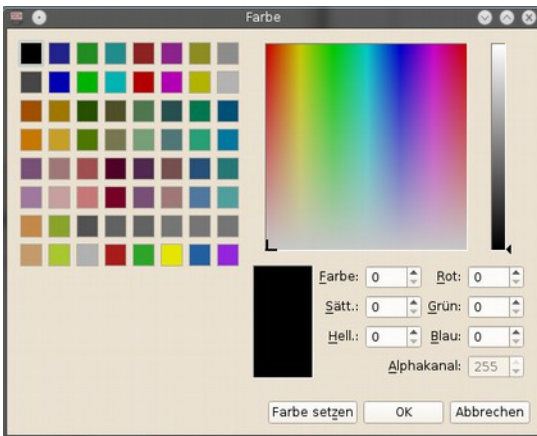 Farbe
Farbe: 0 Rot: 0
Sätt.: 0 Grün: 0
Hell.: 0 Blau: 0
Alphakanal: 255
Farbe setzen OK Abbrechen